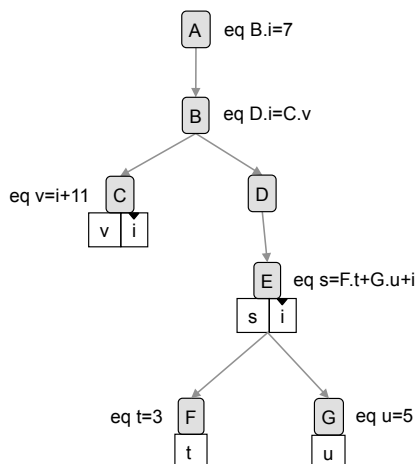 A eq B.i=7
B eq D.i=C.v
eq v=i+11 C D
v i
E eq s=F.t+G.u+i
s i
eq t=3 F G eq u=5
t u